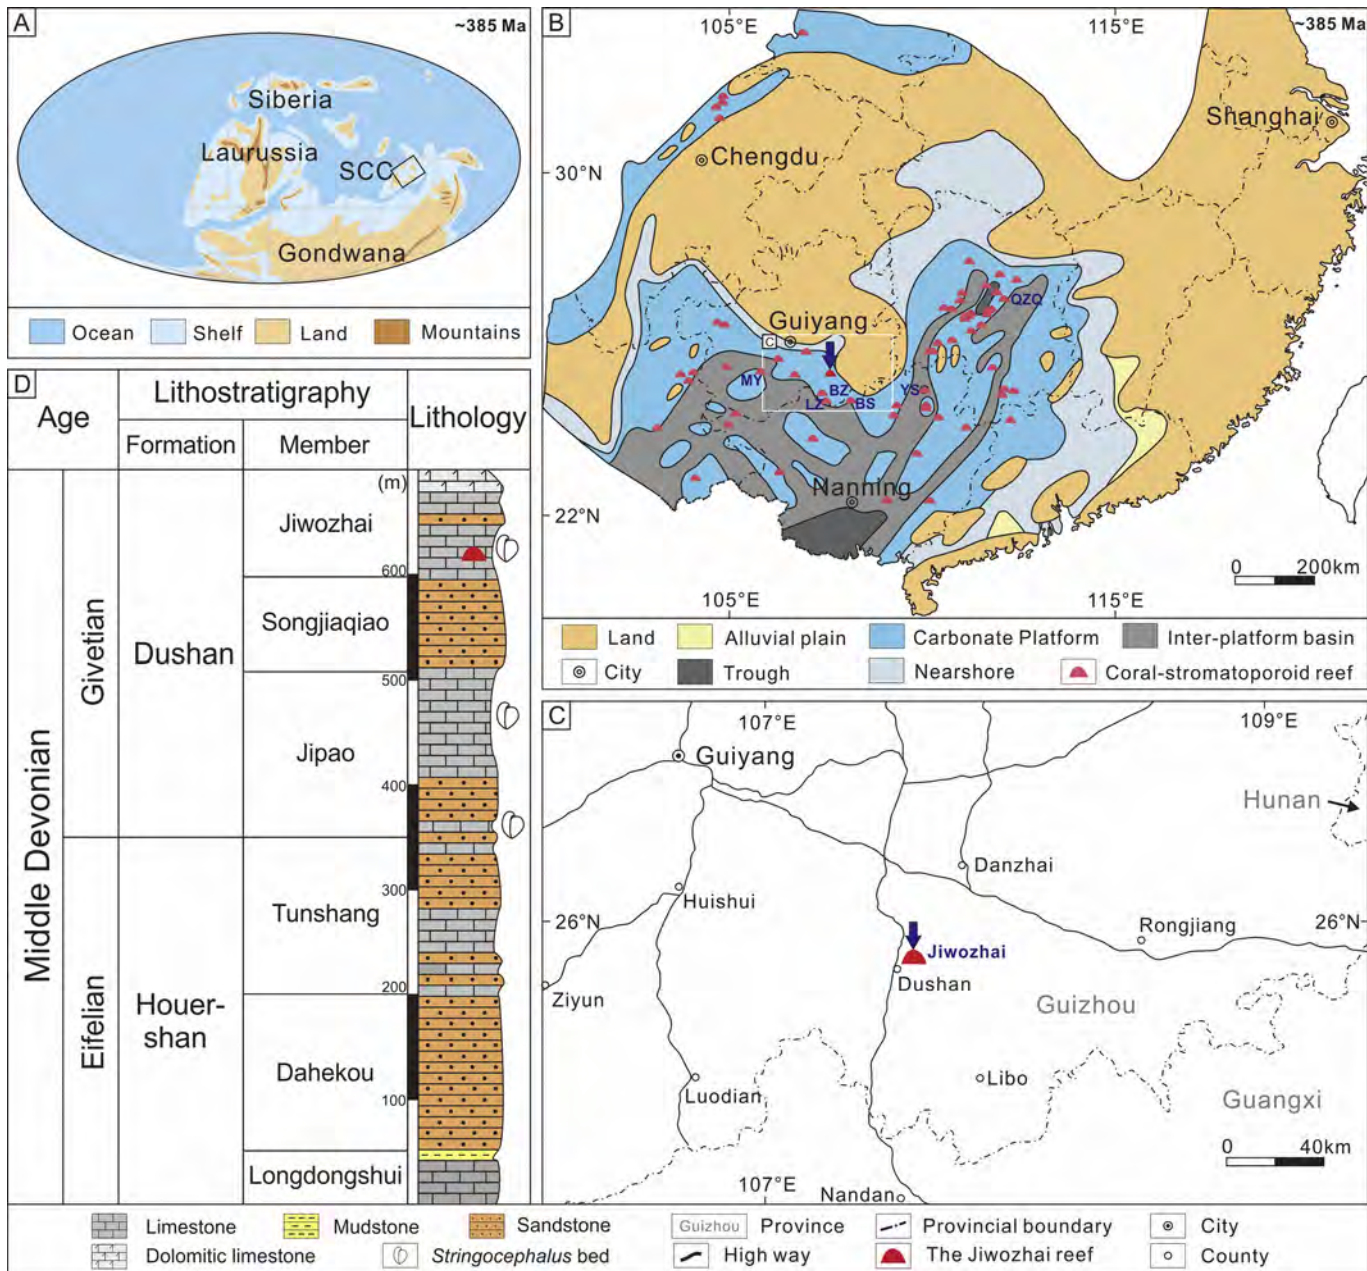 A
~385 Ma
Siberia
Laurussia
SCC
Gondwana
Ocean
Shelf
Land
Mountains
B
105°E
115°E
~385 Ma
Shanghai
Chengdu
30°N
QZQ
Guiyang
C
MY
BZ
YS
LZ
BS
Nanning
22°N
0 200km
105°E
115°E
Land
Alluvial plain
Carbonate Platform
Inter-platform basin
City
Trough
Nearshore
Coral-stromatoporoid reef
D
Age
Lithostratigraphy
Lithology
Formation
Member
(m)
Middle Devonian
Givetian
Eifelian
Dushan
Houer-
shan
Jiwozhai
Songjiaqiao
Jipao
Tunshang
Dahekou
Longdongshui
600
500
400
300
200
100
C
107°E
109°E
Guiyang
Hunan
Danzhai
Huishui
26°N
Rongjiang
26°N
Jiwozhai
Dushan
Ziyun
Guizhou
Luodian
Libo
Guangxi
0 40km
107°E
Nandan
Limestone
Mudstone
Sandstone
Guizhou
Province
Provincial boundary
City
Dolomitic limestone
Stringocephalus bed
High way
The Jiwozhai reef
County